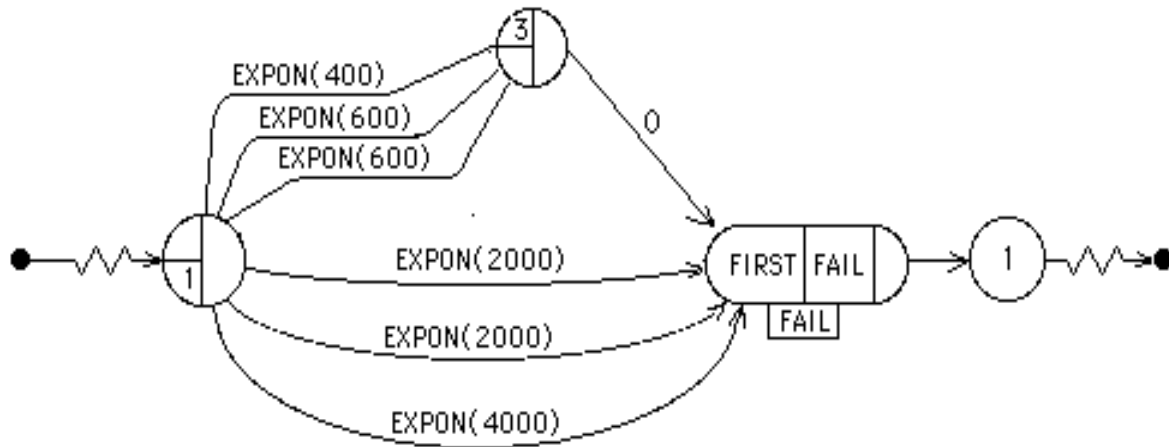 3
EXPON(400)
EXPON(600)
0
EXPON(600)
1
EXPON(2000)
FIRST FAIL
1
FAIL
EXPON(2000)
EXPON(4000)